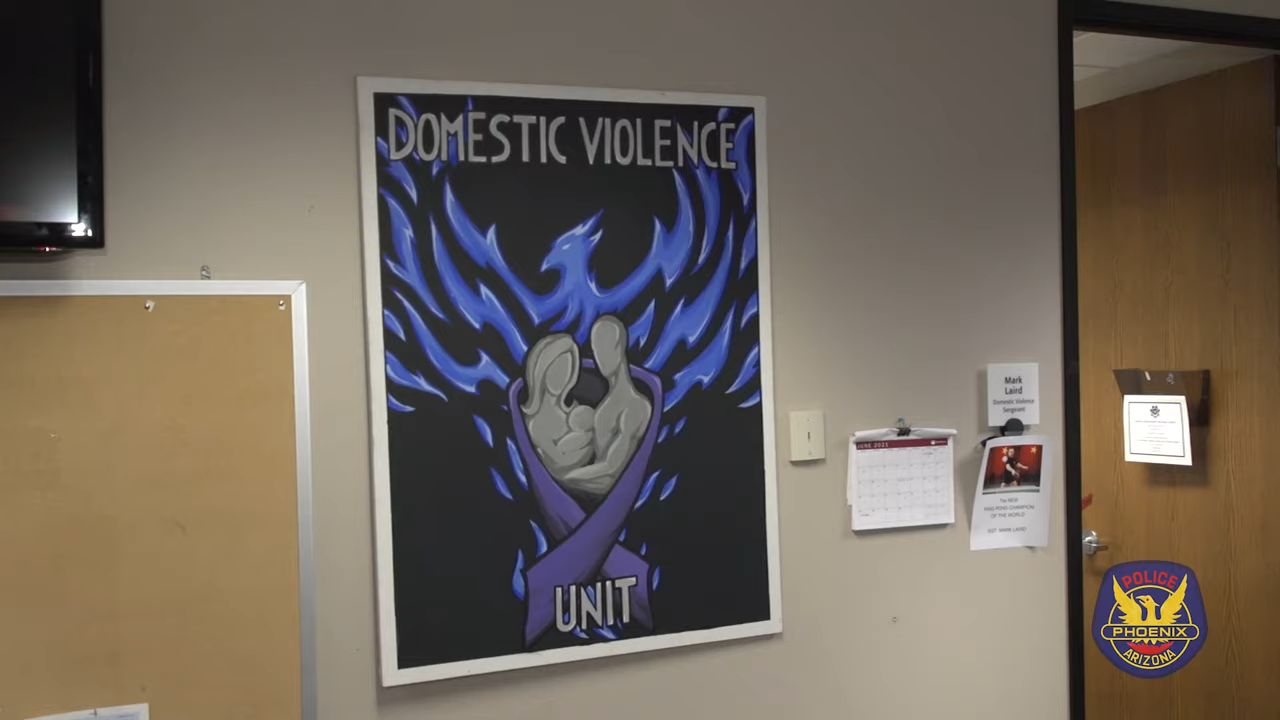 DOMESTIC VIOLENCE
UNIT
Mark
Laird
Domestic Violence
Sergeant
JUNE 2021
The NEW
PING PONG CHAMPION
OF THE WORLD
SGT MARK LAIRD
POLICE
PHOENIX
ARIZONA